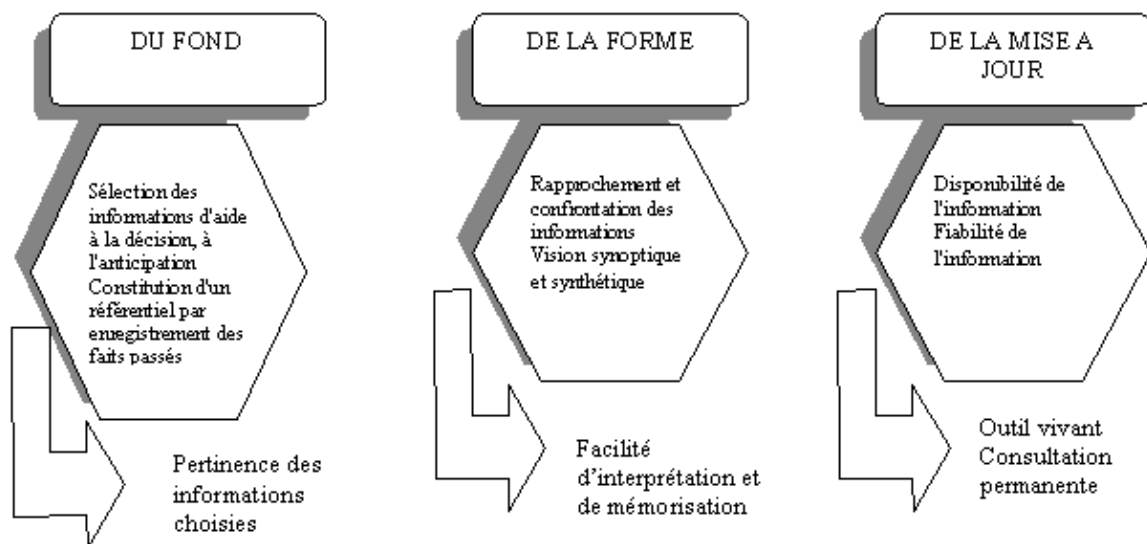 DU FOND
Sélection des
informations d'aide
à la décision, à
l'anticipation
Constitution d'un
référentiel par
enregistrement des
faits passés
Pertinence des
informations
choisies
DE LA FORME
Rapprochement et
confrontation des
informations
Vision synoptique
et synthétique
Facilité
d’interprétation et
de mémorisation
DE LA MISE A
JOUR
Disponibilité de
l'information
Fiabilité de
l'information
Outil vivant
Consultation
permanente